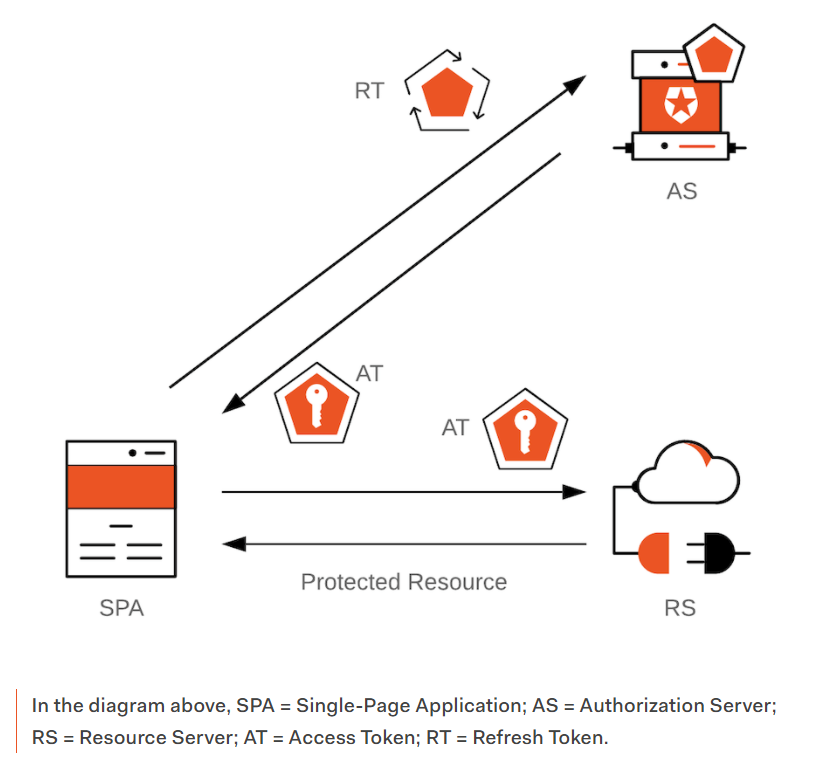 RT
AS
AT
AT
Protected Resource
SPA
RS
In the diagram above, SPA = Single-Page Application; AS = Authorization Server;
RS = Resource Server; AT = Access Token; RT = Refresh Token.